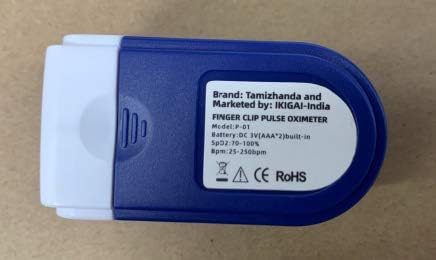 Brand: Tamizhanda and
Marketed by: IKIGAI-India
FINGER CLIP PULSE OXIMETER
Model:P-01
Battery:DC 3V(AAA*2)built-in
SpD2:70-100%
Bpm:25-250bpm
CE RoHS